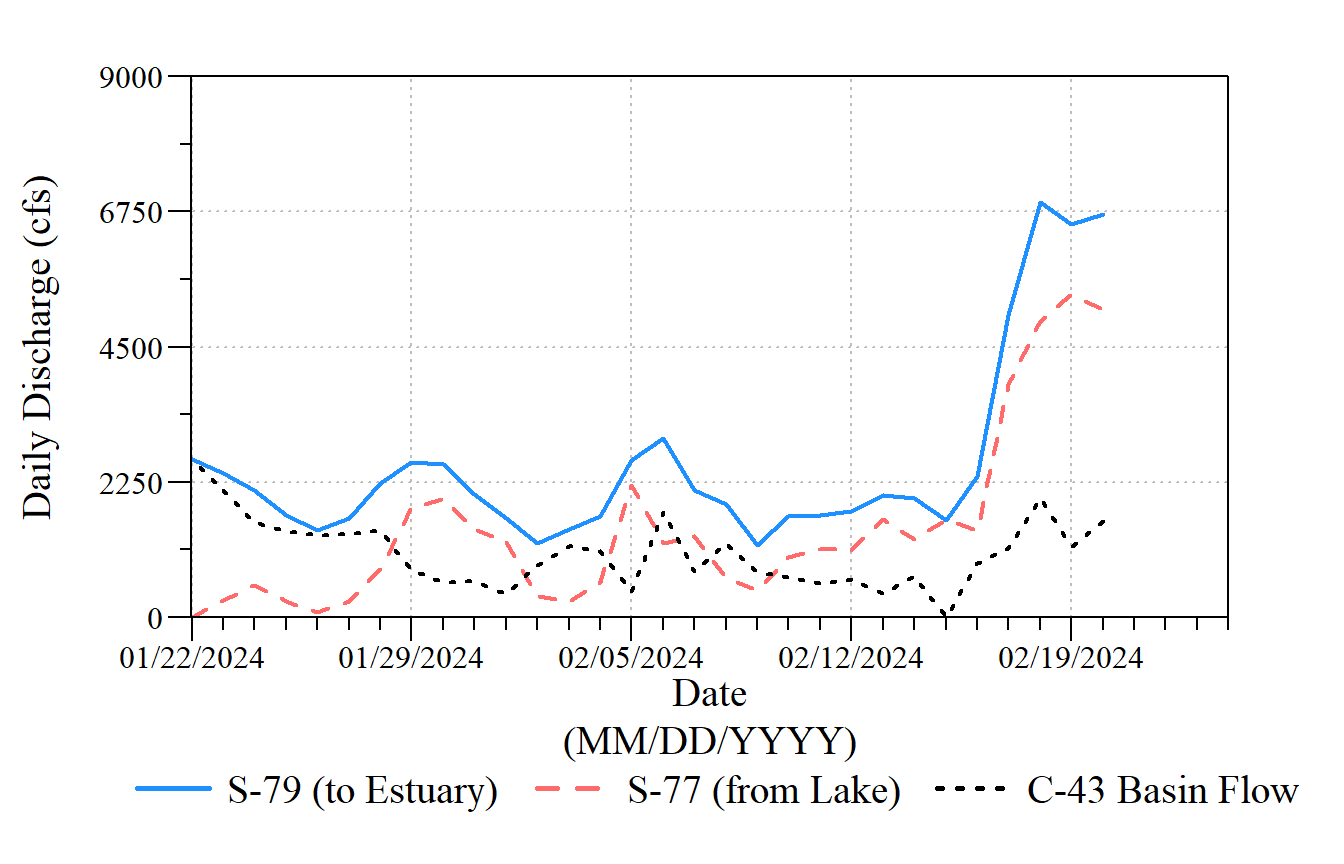 9000
6750
4500
2250
0
Daily Discharge (cfs)
01/22/2024 01/29/2024 02/05/2024 02/12/2024 02/19/2024
Date
(MM/DD/YYYY)
S-79 (to Estuary) S-77 (from Lake) C-43 Basin Flow